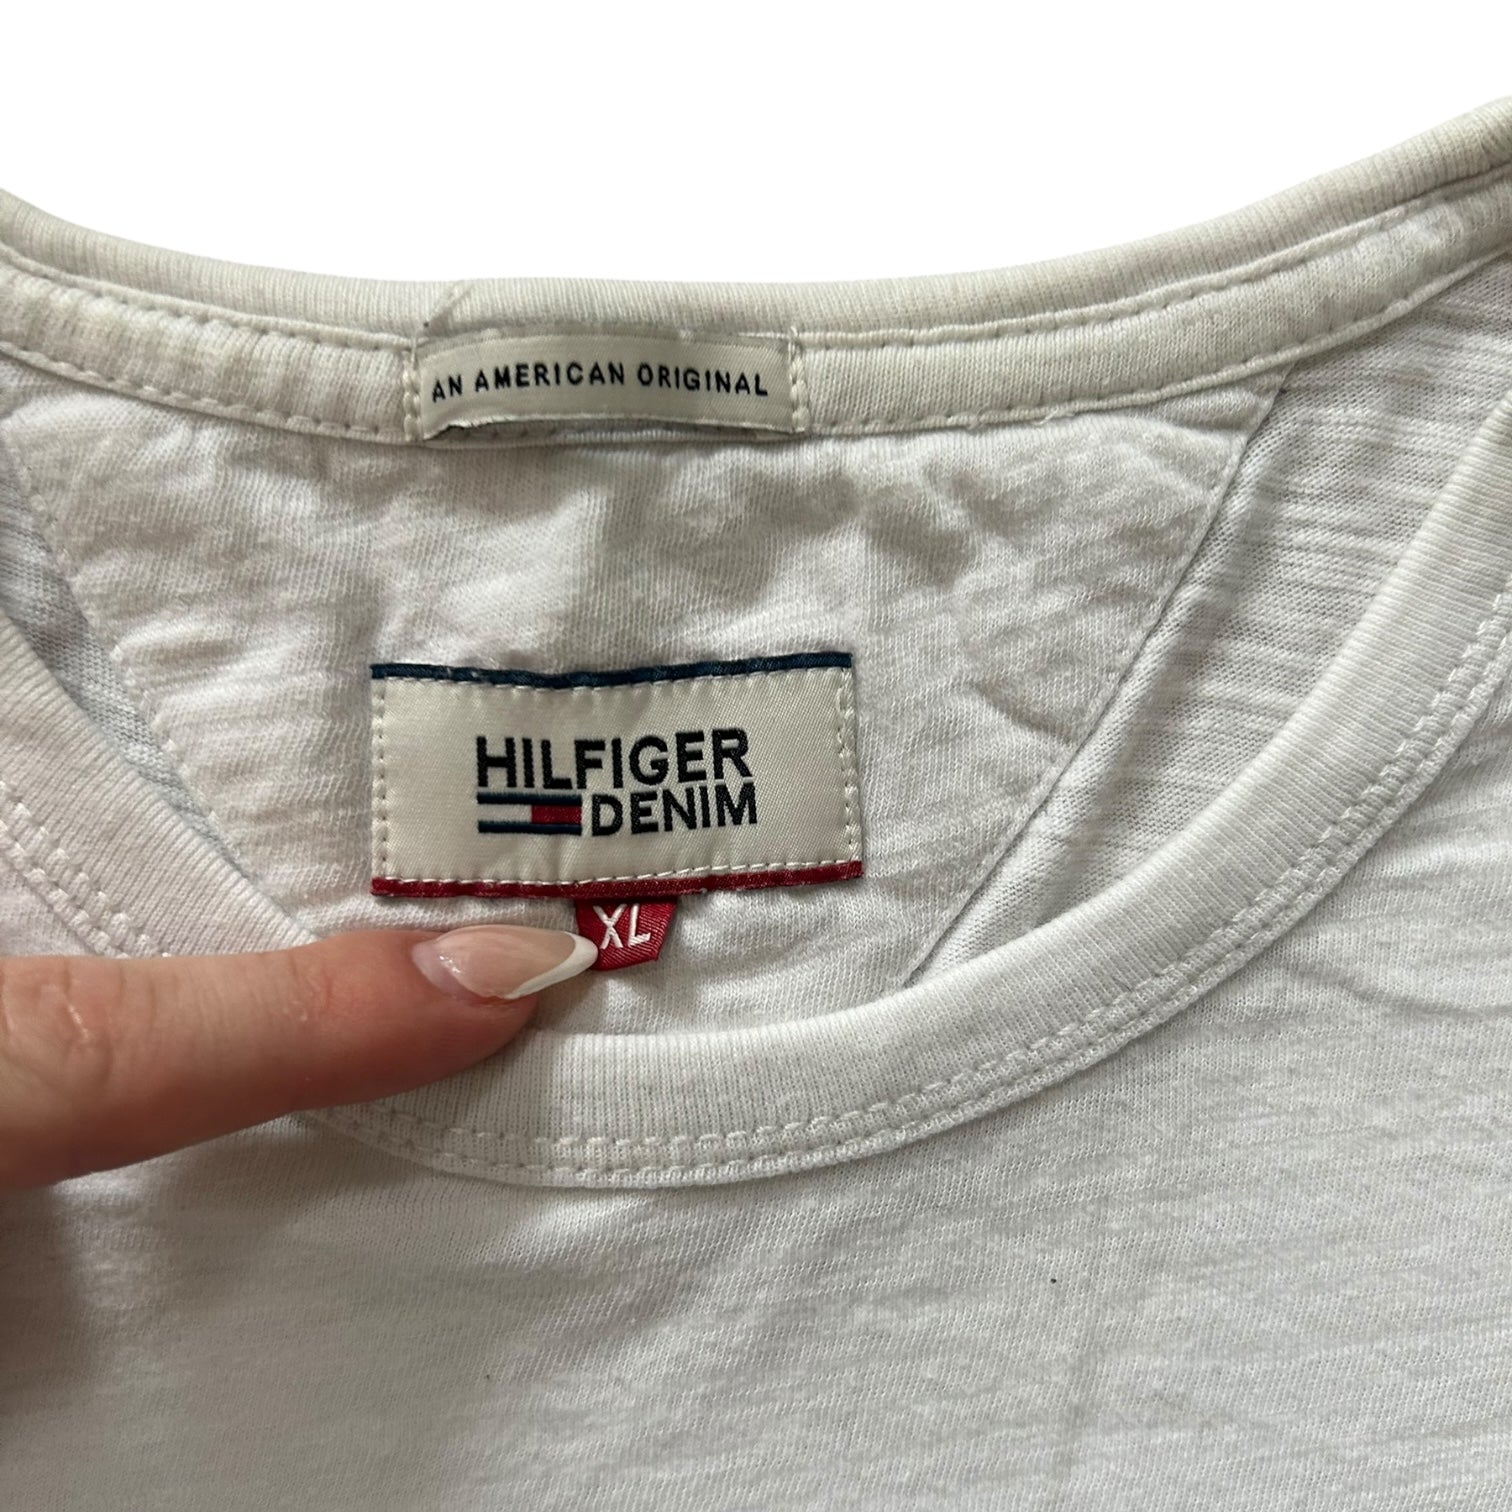 AN AMERICAN ORIGINAL
HILFIGER
DENIM
XL